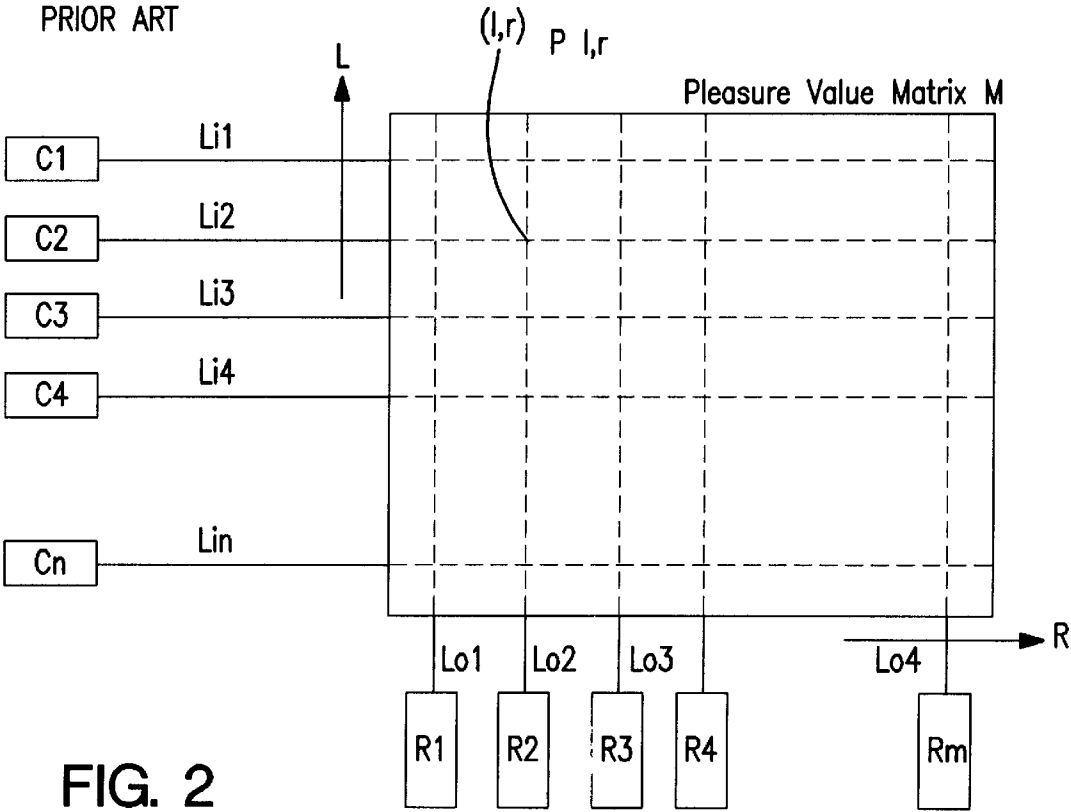 PRIOR ART
(l,r)
P l,r
L
Pleasure Value Matrix M
C1
Li1
C2
Li2
C3
Li3
C4
Li4
Cn
Lin
R
Lo1
Lo2
Lo3
Lo4
R1
R2
R3
R4
Rm
FIG. 2